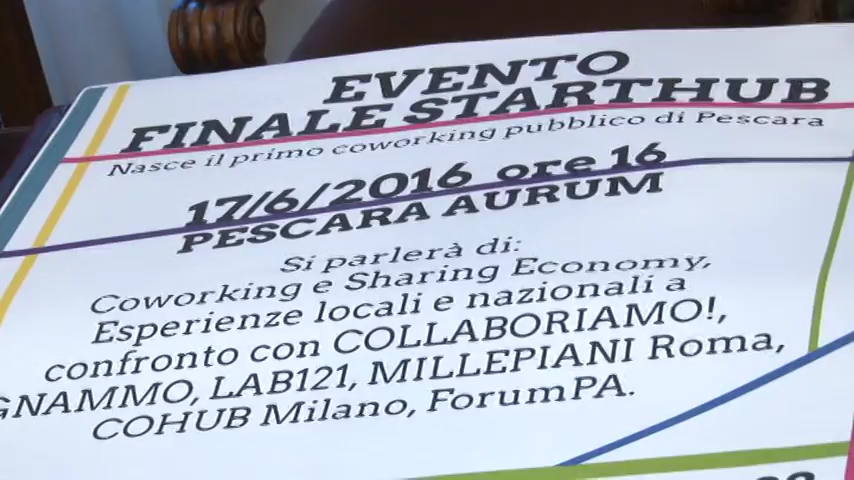 EVENTO
FINALE STARTHUB
Nasce il primo coworking pubblico di Pescara
17/6/2016 ore 16
PESCARA AURUM
Si parlerà di:
Coworking e Sharing Economy,
Esperienze locali e nazionali a
confronto con COLLABORIAMO!,
GNAMMO, LAB121, MILLEPIANI Roma,
COHUB Milano, ForumPA.